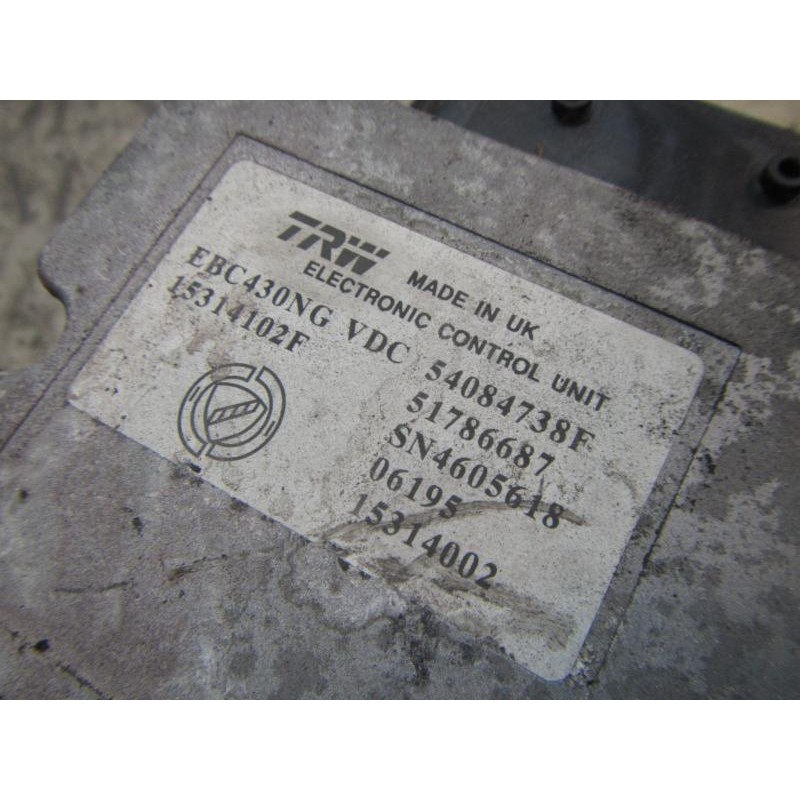 TRW MADE IN UK
ELECTRONIC CONTROL UNIT
EBC430NG VDC 54084738F
15314102F 51786687
SN4605618
06195
15314002